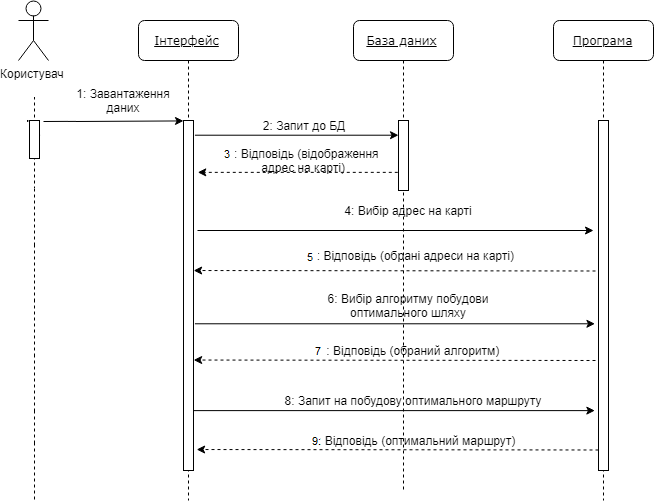 Інтерфейс
База даних
Програма
Користувач
1: Завантаження
даних
2: Запит до БД
3 : Відповідь (відображення
адрес на карті)
4: Вибір адрес на карті
5 : Відповідь (обрані адреси на карті)
6: Вибір алгоритму побудови
оптимального шляху
7 : Відповідь (обраний алгоритм)
8: Запит на побудову оптимального маршруту
9: Відповідь (оптимальний маршрут)